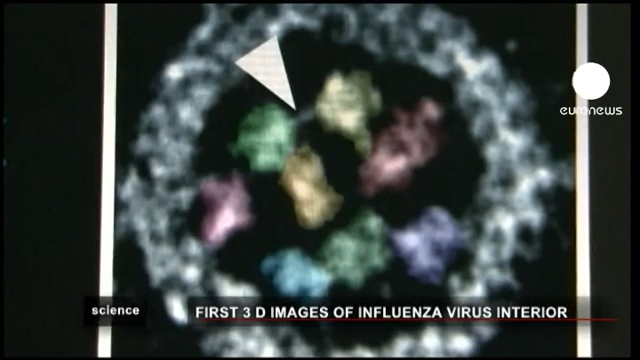 euronews
science
FIRST 3 D IMAGES OF INFLUENZA VIRUS INTERIOR